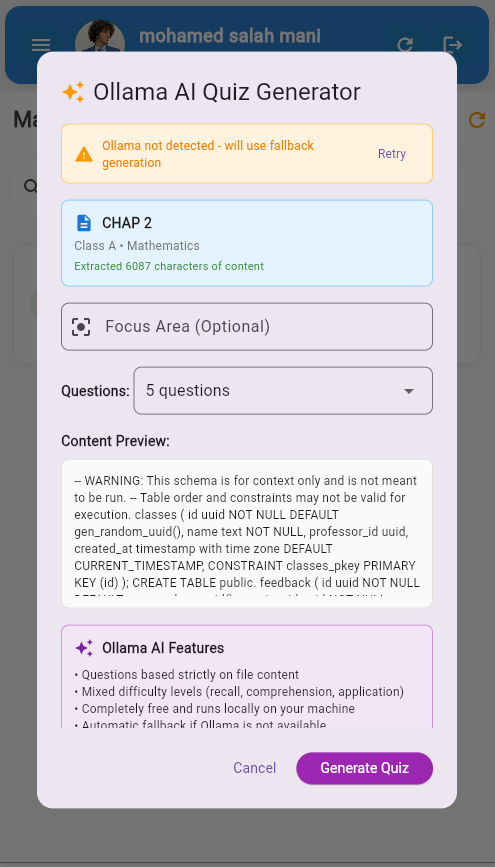 mohamed salah mani
Ma
Ollama AI Quiz Generator
Ollama not detected - will use fallback
generation
Retry
CHAP 2
Class A • Mathematics
Extracted 6087 characters of content
Focus Area (Optional)
Questions:
5 questions
Content Preview:
-- WARNING: This schema is for context only and is not meant
to be run. -- Table order and constraints may not be valid for
execution. classes ( id uuid NOT NULL DEFAULT
gen_random_uuid(), name text NOT NULL, professor_id uuid,
created_at timestamp with time zone DEFAULT
CURRENT_TIMESTAMP, CONSTRAINT classes_pkey PRIMARY
KEY (id) ); CREATE TABLE public. feedback ( id uuid NOT NULL
Ollama AI Features
• Questions based strictly on file content
• Mixed difficulty levels (recall, comprehension, application)
• Completely free and runs locally on your machine
• Automatic fallback if Ollama is not available
Cancel
Generate Quiz